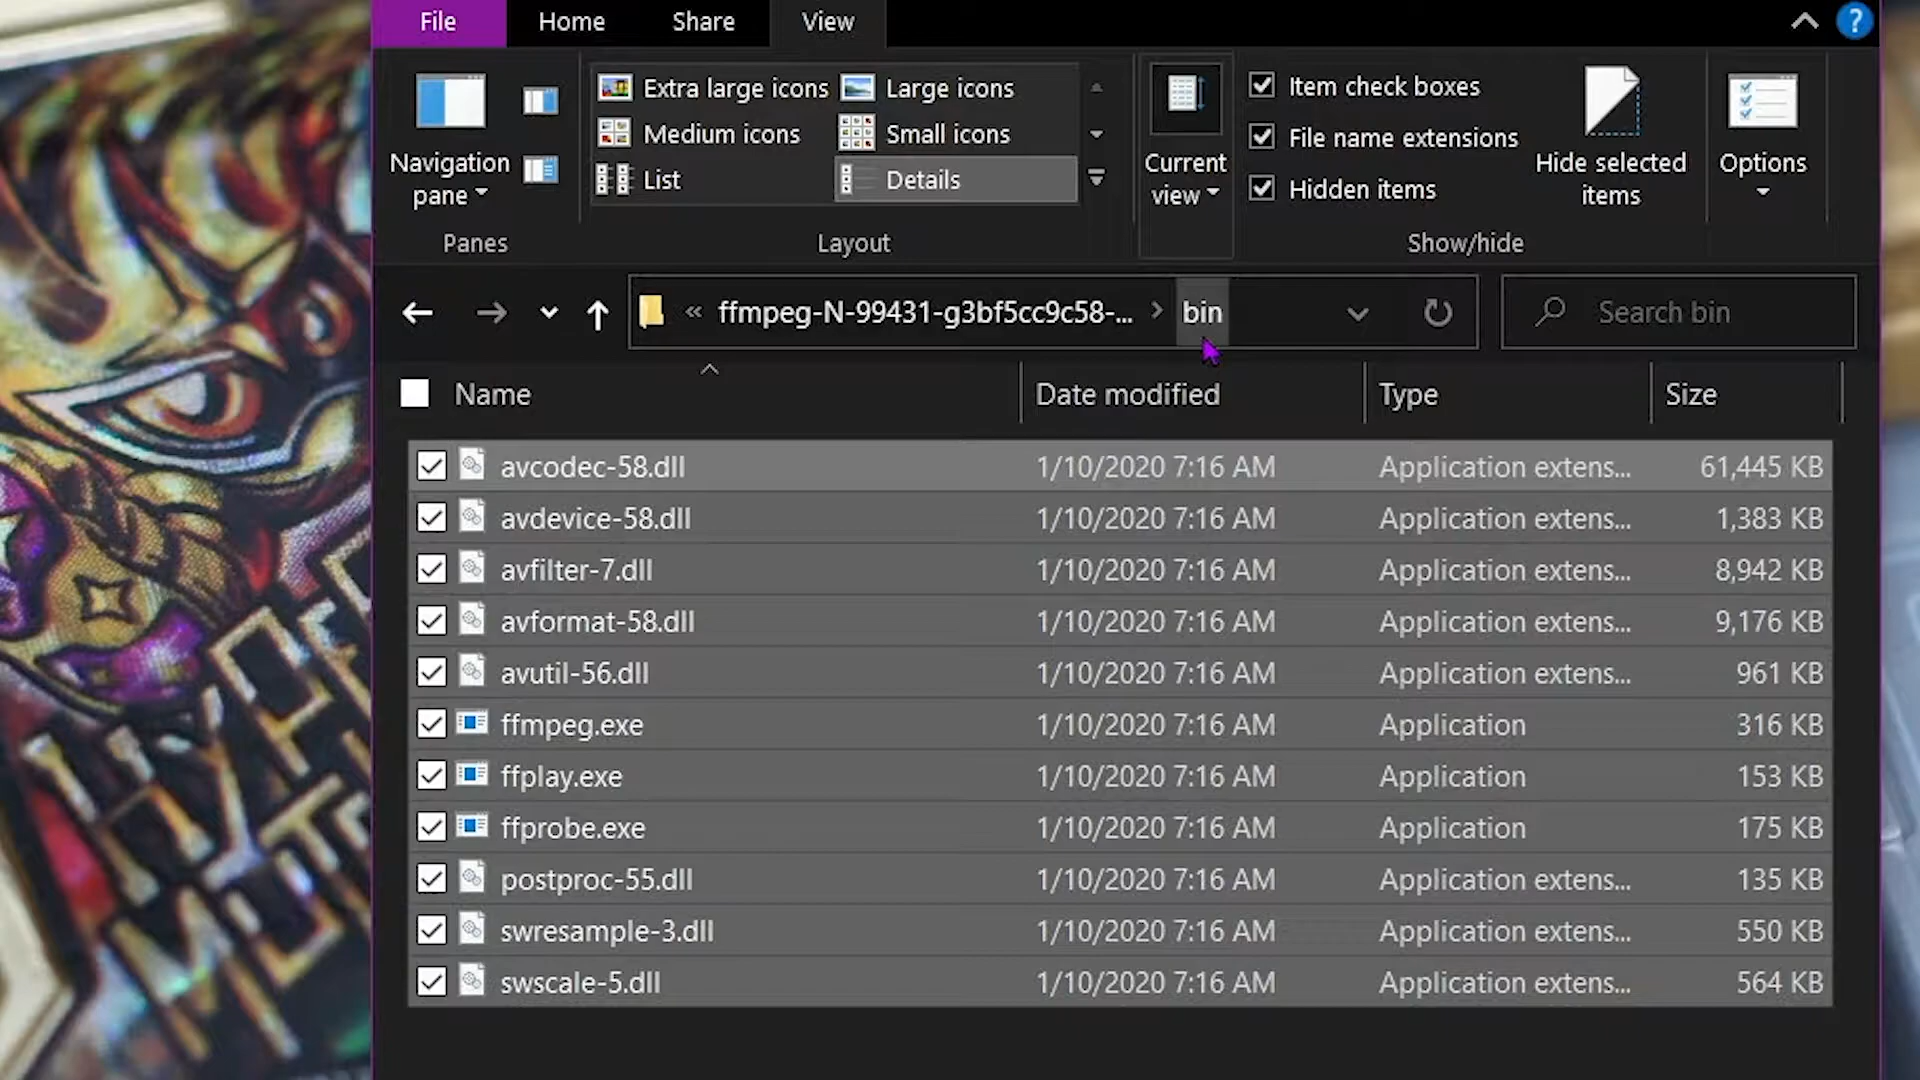 File Home Share View
Extra large icons Large icons
Medium icons Small icons
List Details
Navigation pane
Current view
Item check boxes
File name extensions
Hidden items
Hide selected items
Options
Panes Layout Show/hide
« ffmpeg-N-99431-g3bf5cc9c58-... > bin Search bin
Name Date modified Type Size
avcodec-58.dll 1/10/2020 7:16 AM Application extens... 61,445 KB
avdevice-58.dll 1/10/2020 7:16 AM Application extens... 1,383 KB
avfilter-7.dll 1/10/2020 7:16 AM Application extens... 8,942 KB
avformat-58.dll 1/10/2020 7:16 AM Application extens... 9,176 KB
avutil-56.dll 1/10/2020 7:16 AM Application extens... 961 KB
ffmpeg.exe 1/10/2020 7:16 AM Application 316 KB
ffplay.exe 1/10/2020 7:16 AM Application 153 KB
ffprobe.exe 1/10/2020 7:16 AM Application 175 KB
postproc-55.dll 1/10/2020 7:16 AM Application extens... 135 KB
swresample-3.dll 1/10/2020 7:16 AM Application extens... 550 KB
swscale-5.dll 1/10/2020 7:16 AM Application extens... 564 KB